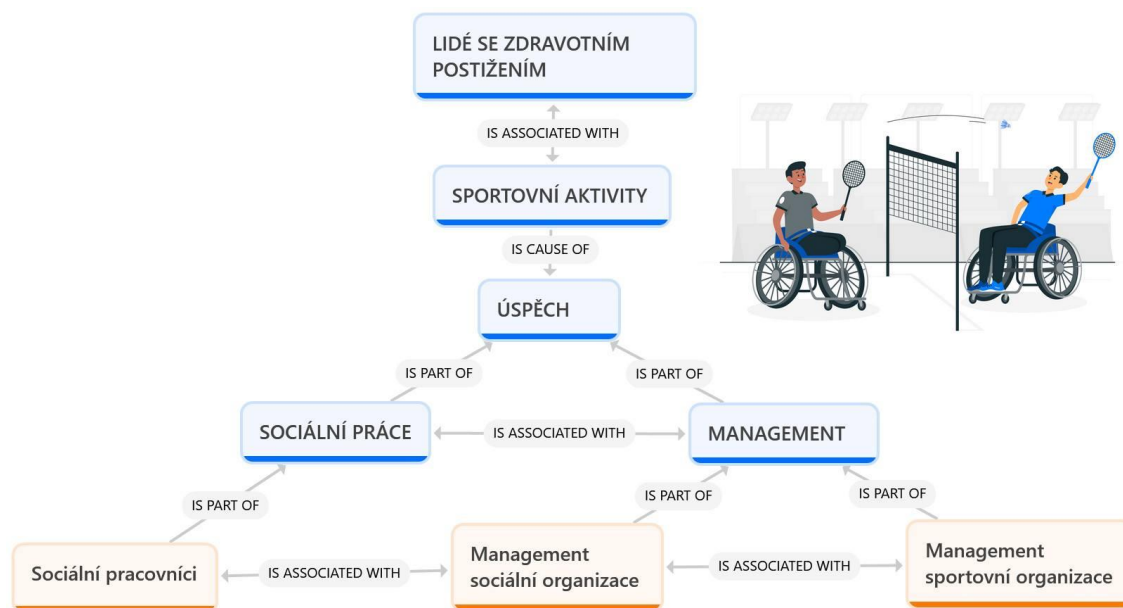 LIDÉ SE ZDRAVOTNÍM
POSTIŽENÍM
IS ASSOCIATED WITH
SPORTOVNÍ AKTIVITY
IS CAUSE OF
ÚSPĚCH
IS PART OF
IS PART OF
SOCIÁLNÍ PRÁCE
IS ASSOCIATED WITH
MANAGEMENT
IS PART OF
IS PART OF
IS PART OF
Sociální pracovníci
IS ASSOCIATED WITH
Management
sociální organizace
IS ASSOCIATED WITH
Management
sportovní organizace